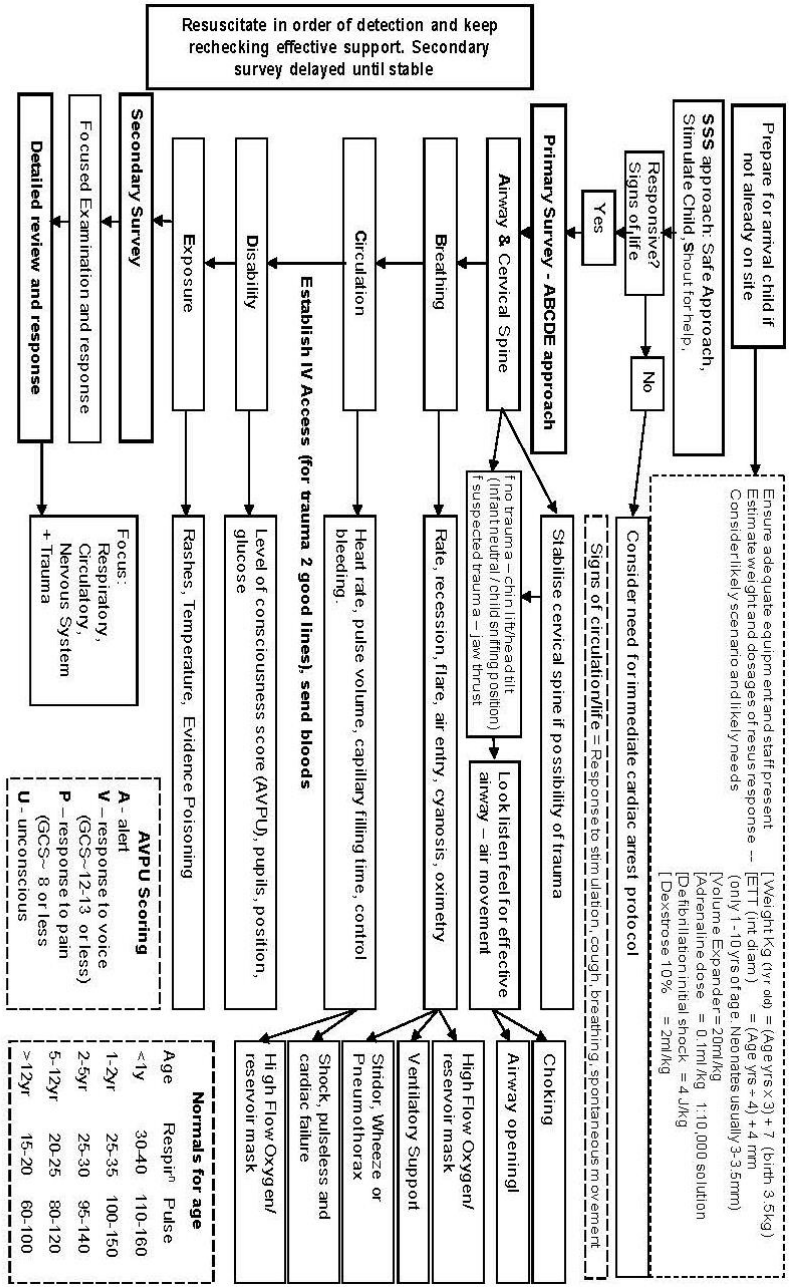 Resuscitate in order of detection and keep
rechecking effective support. Secondary
survey delayed until stable
Prepare for arrival child if
not already on site
Ensure adequate equipment and staff present
Estimate weight and dosages of resus response --
Consider likely scenario and likely needs
[Weight Kg (1yr old) = (Age yrs x 3) + 7 (birth 3.5kg)
[ETT (int diam) = (Age yrs ÷ 4) + 4 mm
(only 1 - 10 yrs of age. Neonates usually 3-3.5mm)
[Volume Expander = 20ml/kg
[Adrenaline dose = 0.1ml /kg 1:10,000 solution
[Defibrillation initial shock = 4 J/kg
[ Dexstrose 10% = 2ml/kg
SSS approach: Safe Approach,
Stimulate Child, Shout for help,
Responsive?
Signs of life
No
Consider need for immediate cardiac arrest protocol
Yes
Signs of circulation/life = Response to stimulation, cough, breathing, spontaneous movement
Primary Survey - ABCDE approach
Airway & Cervical Spine
Stabilise cervical spine if possibility of trauma
f no trauma – chin lift/head tilt
(Infant neutral / child sniffing position)
f suspected trauma – jaw thrust
Look listen feel for effective
airway – air movement
Choking
Airway openingl
Breathing
Rate, recession, flare, air entry, cyanosis, oximetry
High Flow Oxygen/
reservoir mask
Ventilatory Support
Stridor, Wheeze or
Pneumothorax
Circulation
Heart rate, pulse volume, capillary filling time, control
bleeding.
Shock, pulseless and
cardiac failure
High Flow Oxygen/
reservoir mask
Establish IV Access (for trauma 2 good lines), send bloods
Disability
Level of consciousness score (AVPU), pupils, position,
glucose
Exposure
Rashes, Temperature, Evidence Poisoning
Secondary Survey
Focused Examination and response
Detailed review and response
Focus:
Respiratory,
Circulatory,
Nervous System
+ Trauma
AVPU Scoring
A - alert
V – response to voice
(GCS~12-13 or less)
P – response to pain
(GCS~ 8 or less
U - unconscious
Normals for age
Age Respirⁿ Pulse
<1y 30-40 110-160
1-2yr 25-35 100-150
2-5yr 25-30 95-140
5-12yr 20-25 80-120
>12yr 15-20 60-100